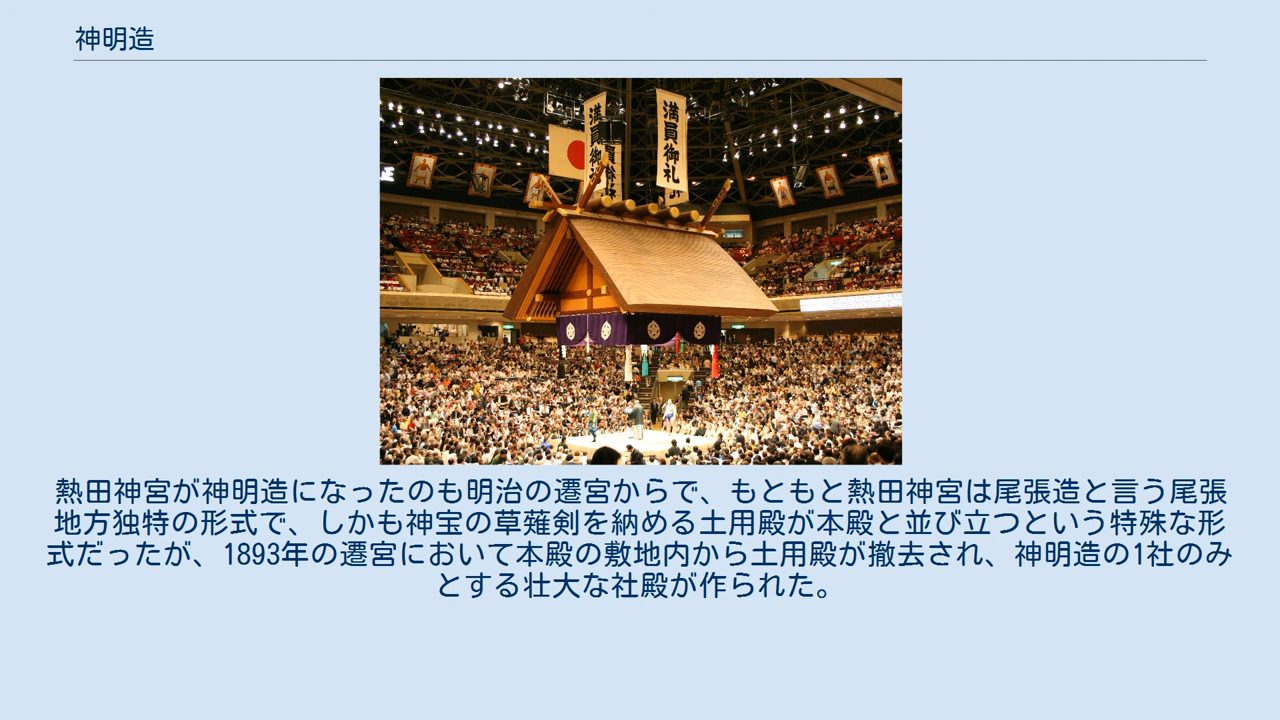 神明造
満員御礼
満員御礼
熱田神宮が神明造になったのも明治の遷宮からで、もともと熱田神宮は尾張造と言う尾張
地方独特の形式で、しかも神宝の草薙剣を納める土用殿が本殿と並び立つという特殊な形
式だったが、1893年の遷宮において本殿の敷地内から土用殿が撤去され、神明造の1社のみ
とする壮大な社殿が作られた。